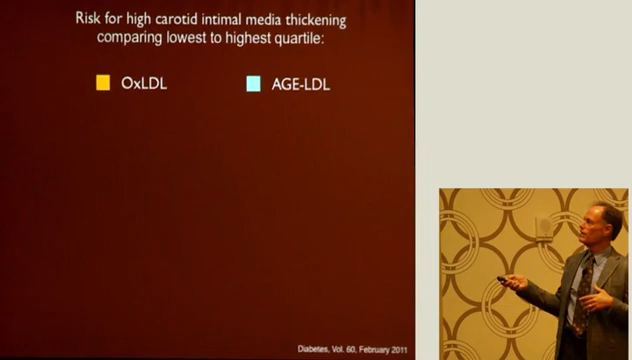 Risk for high carotid intimal media thickening
comparing lowest to highest quartile:
OxLDL
AGE-LDL
Diabetes, Vol. 60, February 2011